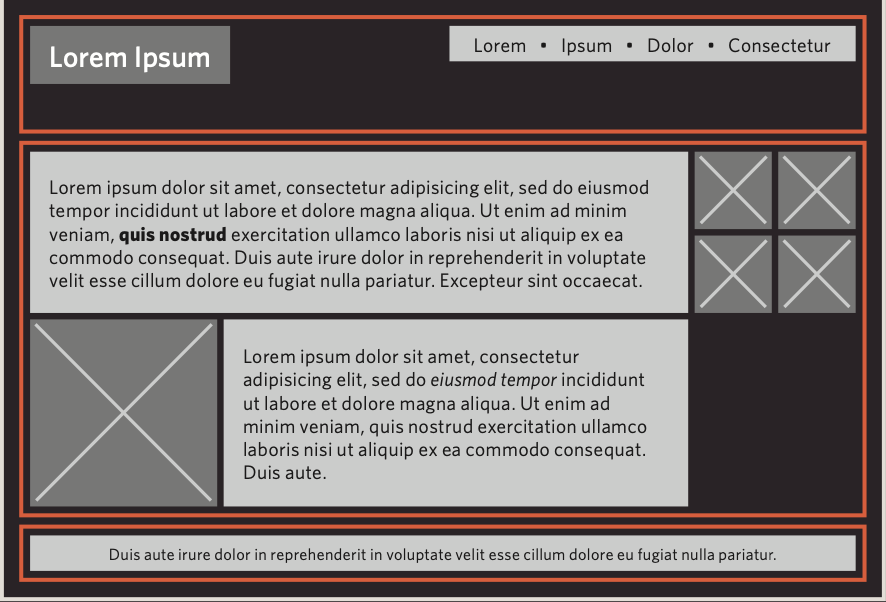 Lorem Ipsum
Lorem • Ipsum • Dolor • Consectetur
Lorem ipsum dolor sit amet, consectetur adipisicing elit, sed do eiusmod
tempor incididunt ut labore et dolore magna aliqua. Ut enim ad minim
veniam, quis nostrud exercitation ullamco laboris nisi ut aliquip ex ea
commodo consequat. Duis aute irure dolor in reprehenderit in voluptate
velit esse cillum dolore eu fugiat nulla pariatur. Excepteur sint occaecat.
Lorem ipsum dolor sit amet, consectetur
adipisicing elit, sed do eiusmod tempor incididunt
ut labore et dolore magna aliqua. Ut enim ad
minim veniam, quis nostrud exercitation ullamco
laboris nisi ut aliquip ex ea commodo consequat.
Duis aute.
Duis aute irure dolor in reprehenderit in voluptate velit esse cillum dolore eu fugiat nulla pariatur.